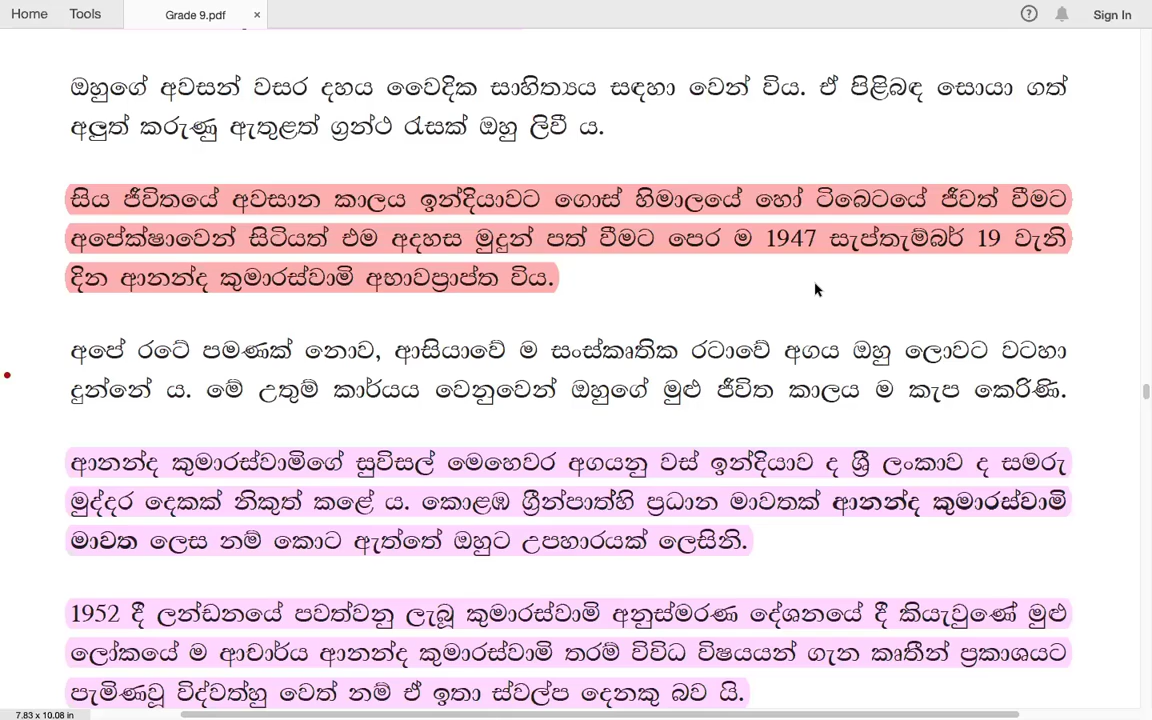 Home Tools Grade 9.pdf × Sign In
ඔහුගේ අවසන් වසර දහය වෛදික සාහිත්‍යය සඳහා වෙන් විය. ඒ පිළිබඳ සොයා ගත්
අලුත් කරුණු ඇතුළත් ග්‍රන්ථ රැසක් ඔහු ලිවී ය.
සිය ජීවිතයේ අවසාන කාලය ඉන්දියාවට ගොස් හිමාලයේ හෝ ටිබෙටයේ ජීවත් වීමට
අපේක්ෂාවෙන් සිටියත් එම අදහස මුදුන් පත් වීමට පෙර ම 1947 සැප්තැම්බර් 19 වැනි
දින ආනන්ද කුමාරස්වාමි අභාවප්‍රාප්ත විය.
අපේ රටේ පමණක් නොව, ආසියාවේ ම සංස්කෘතික රටාවේ අගය ඔහු ලොවට වටහා
දුන්නේ ය. මේ උතුම් කාර්යය වෙනුවෙන් ඔහුගේ මුළු ජීවිත කාලය ම කැප කෙරිණි.
ආනන්ද කුමාරස්වාමිගේ සුවිසල් මෙහෙවර අගයනු වස් ඉන්දියාව ද ශ්‍රී ලංකාව ද සමරු
මුද්දර දෙකක් නිකුත් කළේ ය. කොළඹ ග්‍රීන්පාත්හි ප්‍රධාන මාවතක් ආනන්ද කුමාරස්වාමි
මාවත ලෙස නම් කොට ඇත්තේ ඔහුට උපහාරයක් ලෙසිනි.
1952 දී ලන්ඩනයේ පවත්වනු ලැබූ කුමාරස්වාමි අනුස්මරණ දේශනයේ දී කියැවුණේ මුළු
ලෝකයේ ම ආචාර්ය ආනන්ද කුමාරස්වාමි තරම් විවිධ විෂයයන් ගැන කෘතීන් ප්‍රකාශයට
පැමිණවූ විද්වත්හු වෙත් නම් ඒ ඉතා ස්වල්ප දෙනකු බව යි.
7.83 x 10.08 in